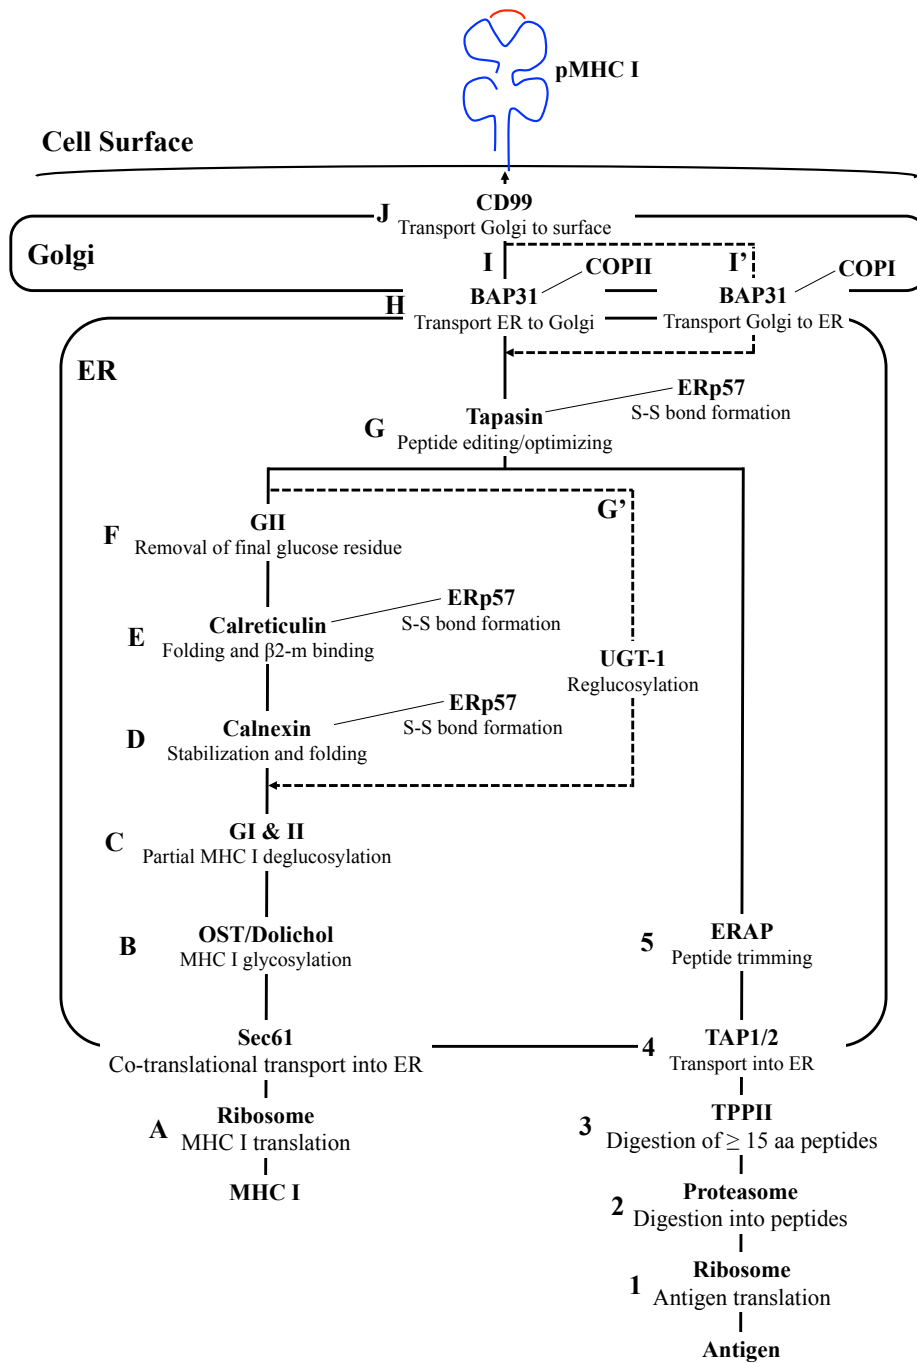 pMHC I
Cell Surface
CD99
J
Transport Golgi to surface
Golgi
I
COPII
I’
COPI
BAP31
BAP31
H
Transport ER to Golgi
Transport Golgi to ER
ER
ERp57
S-S bond formation
Tapasin
G
Peptide editing/optimizing
G’
GII
F
Removal of final glucose residue
ERp57
S-S bond formation
Calreticulin
E
Folding and β2-m binding
UGT-1
Reglucosylation
ERp57
S-S bond formation
Calnexin
D
Stabilization and folding
GI & II
C
Partial MHC I deglucosylation
OST/Dolichol
B
MHC I glycosylation
5
ERAP
Peptide trimming
Sec61
Co-translational transport into ER
4
TAP1/2
Transport into ER
Ribosome
A
MHC I translation
MHC I
TPPII
3
Digestion of ≥ 15 aa peptides
Proteasome
2
Digestion into peptides
Ribosome
1
Antigen translation
Antigen